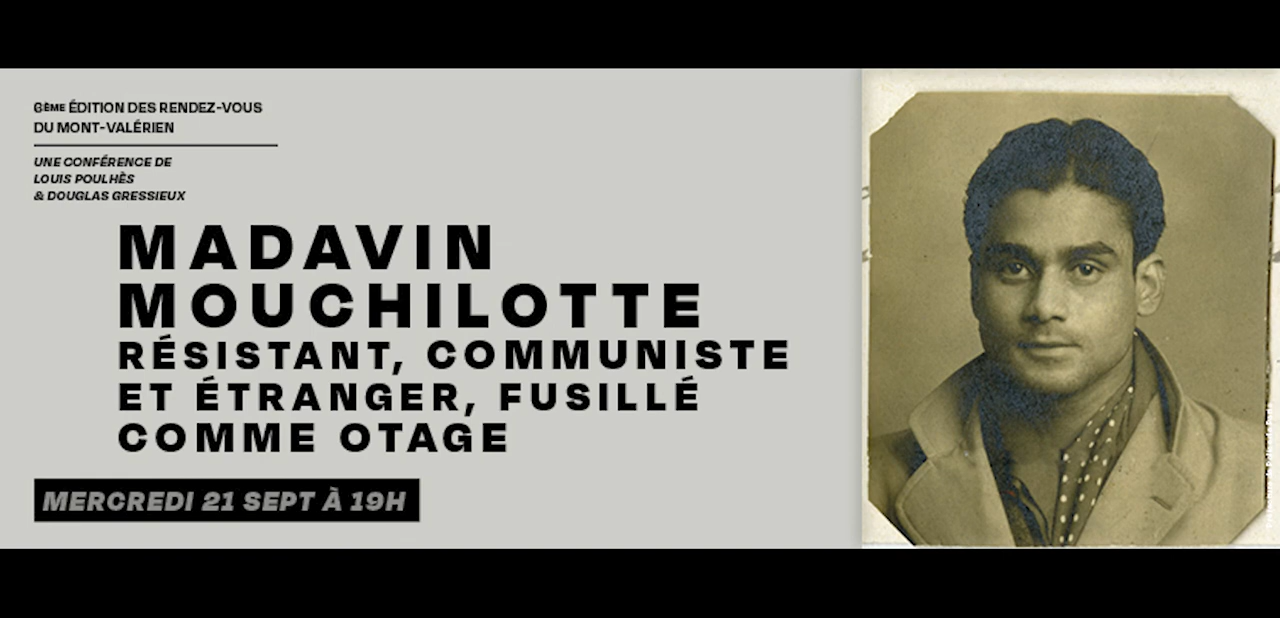 6ÈME ÉDITION DES RENDEZ-VOUS
DU MONT-VALÉRIEN
UNE CONFÉRENCE DE
LOUIS POULHÈS
& DOUGLAS GRESSIEUX
MADAVIN
MOUCHILOTTE
RÉSISTANT, COMMUNISTE
ET ÉTRANGER, FUSILLÉ
COMME OTAGE
MERCREDI 21 SEPT À 19H